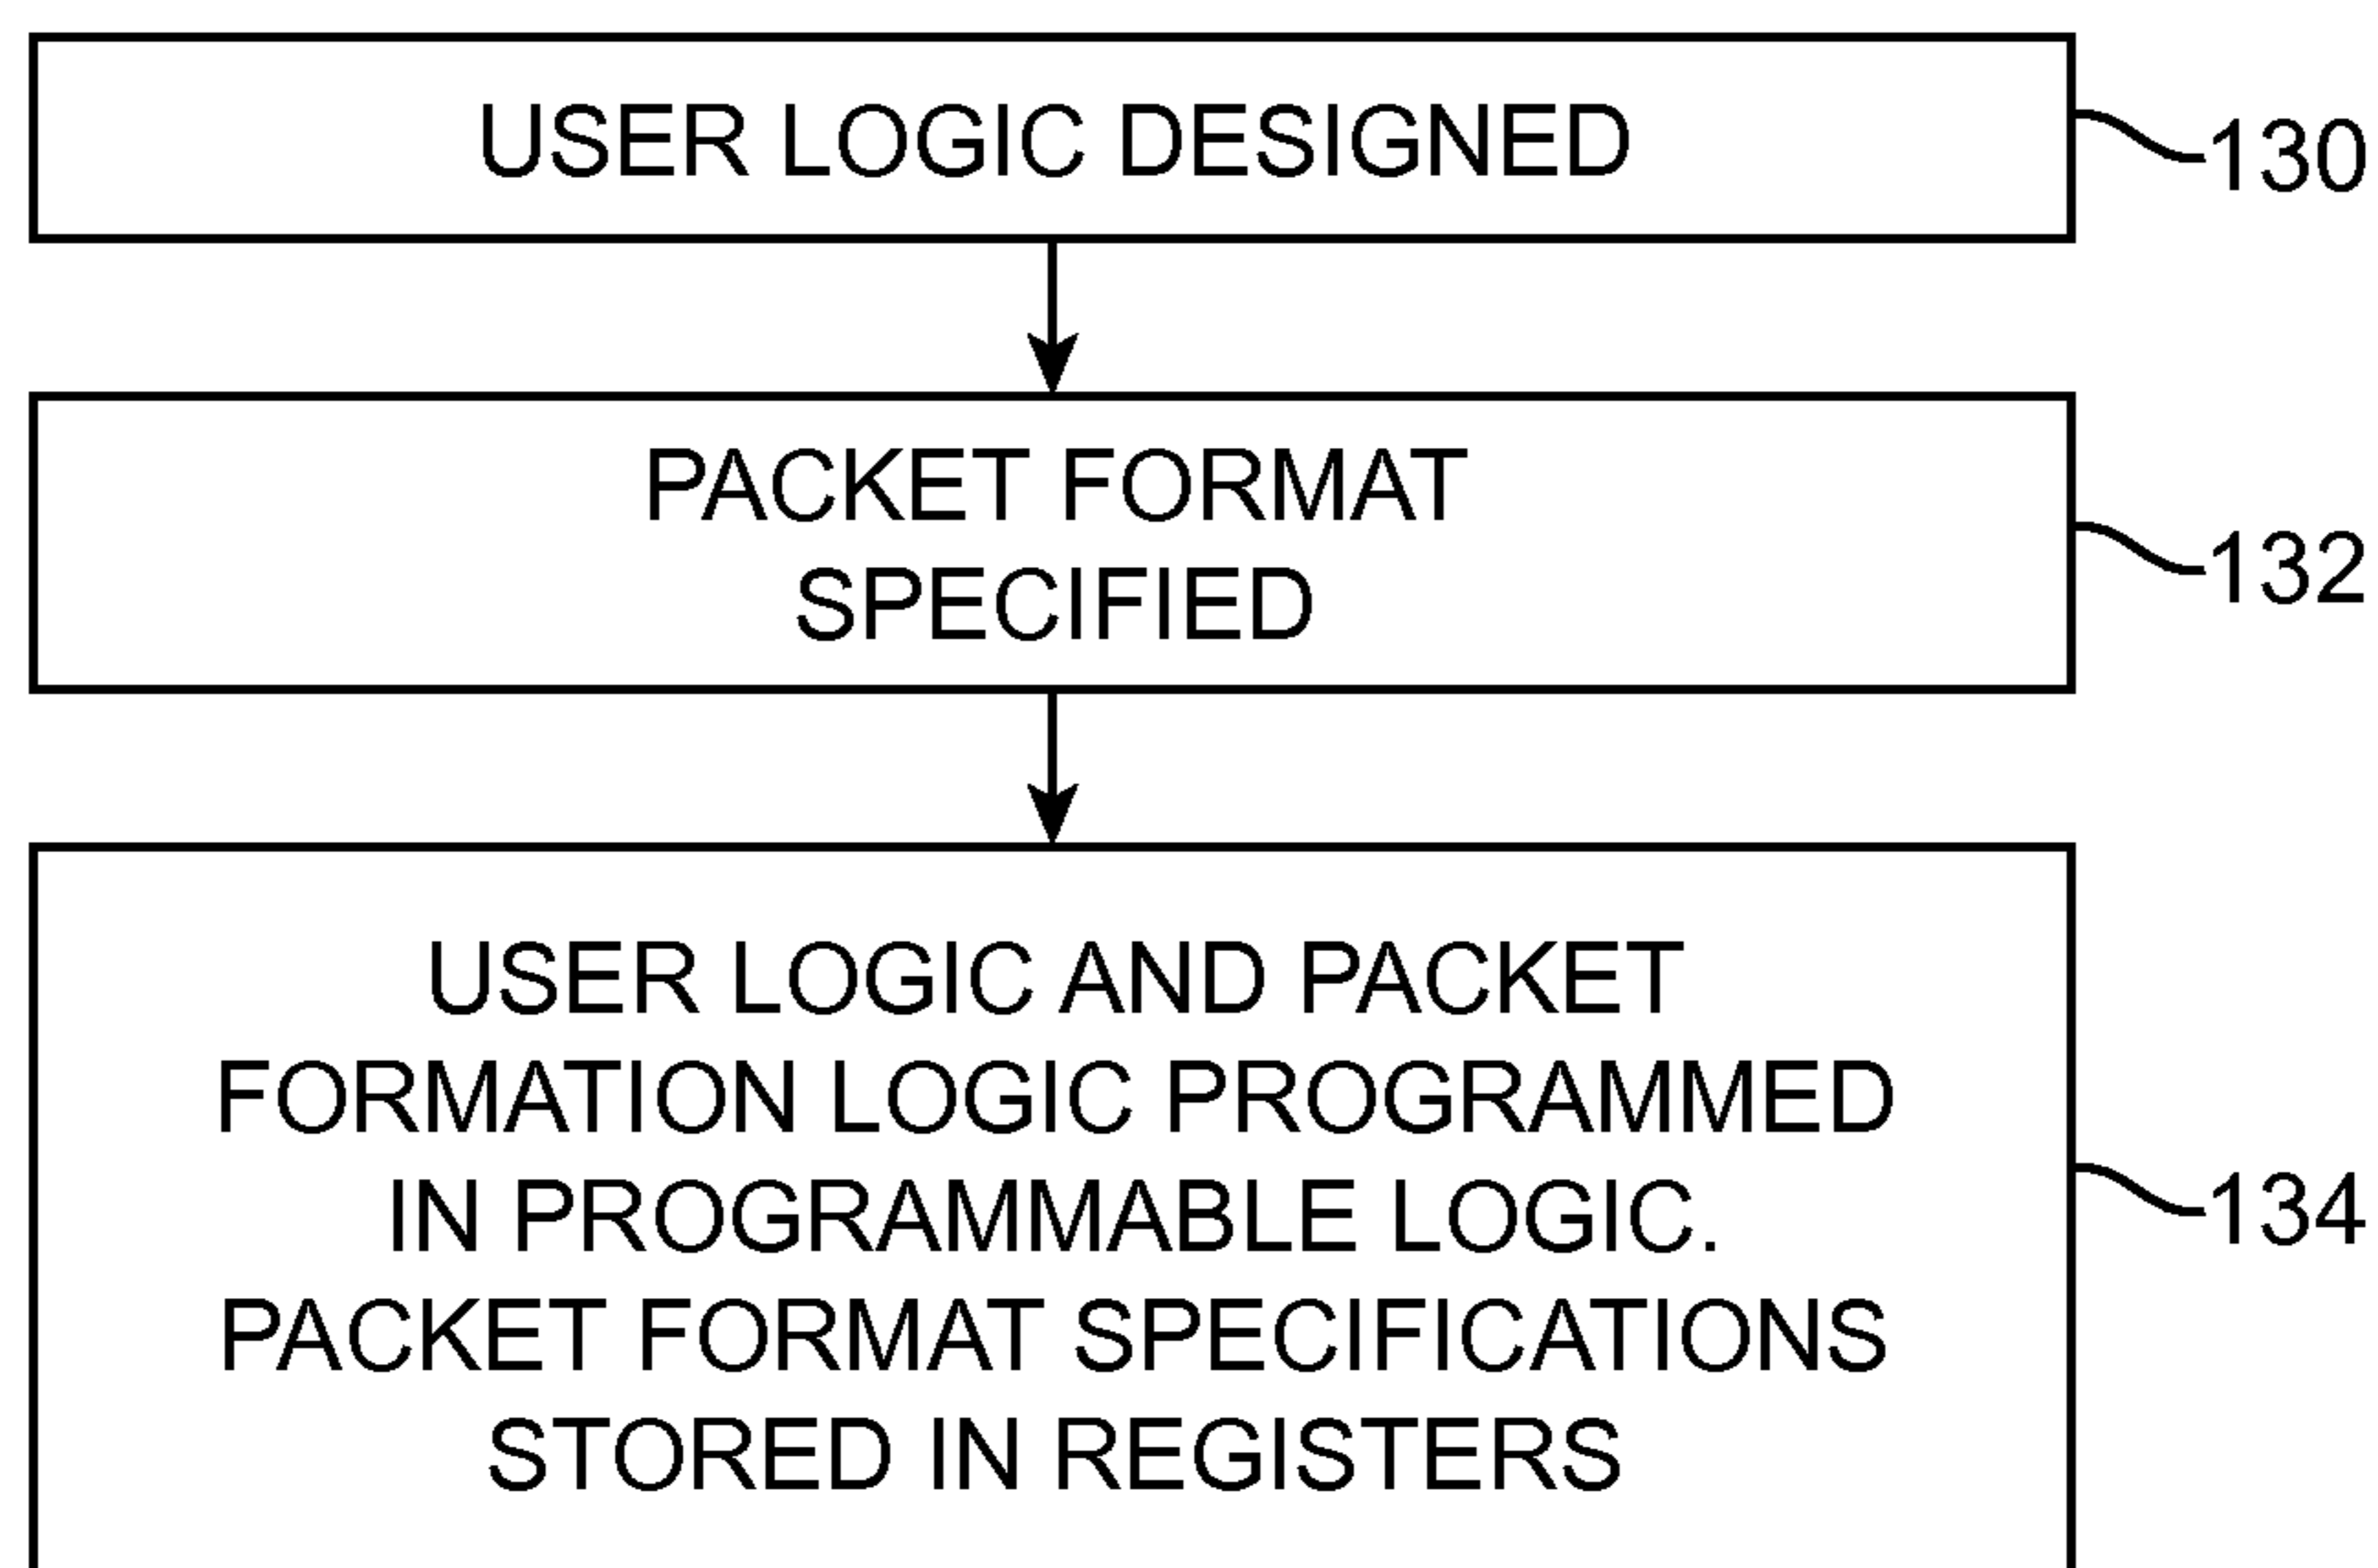 USER LOGIC DESIGNED
130
PACKET FORMAT
SPECIFIED
132
USER LOGIC AND PACKET
FORMATION LOGIC PROGRAMMED
IN PROGRAMMABLE LOGIC.
PACKET FORMAT SPECIFICATIONS
STORED IN REGISTERS
134